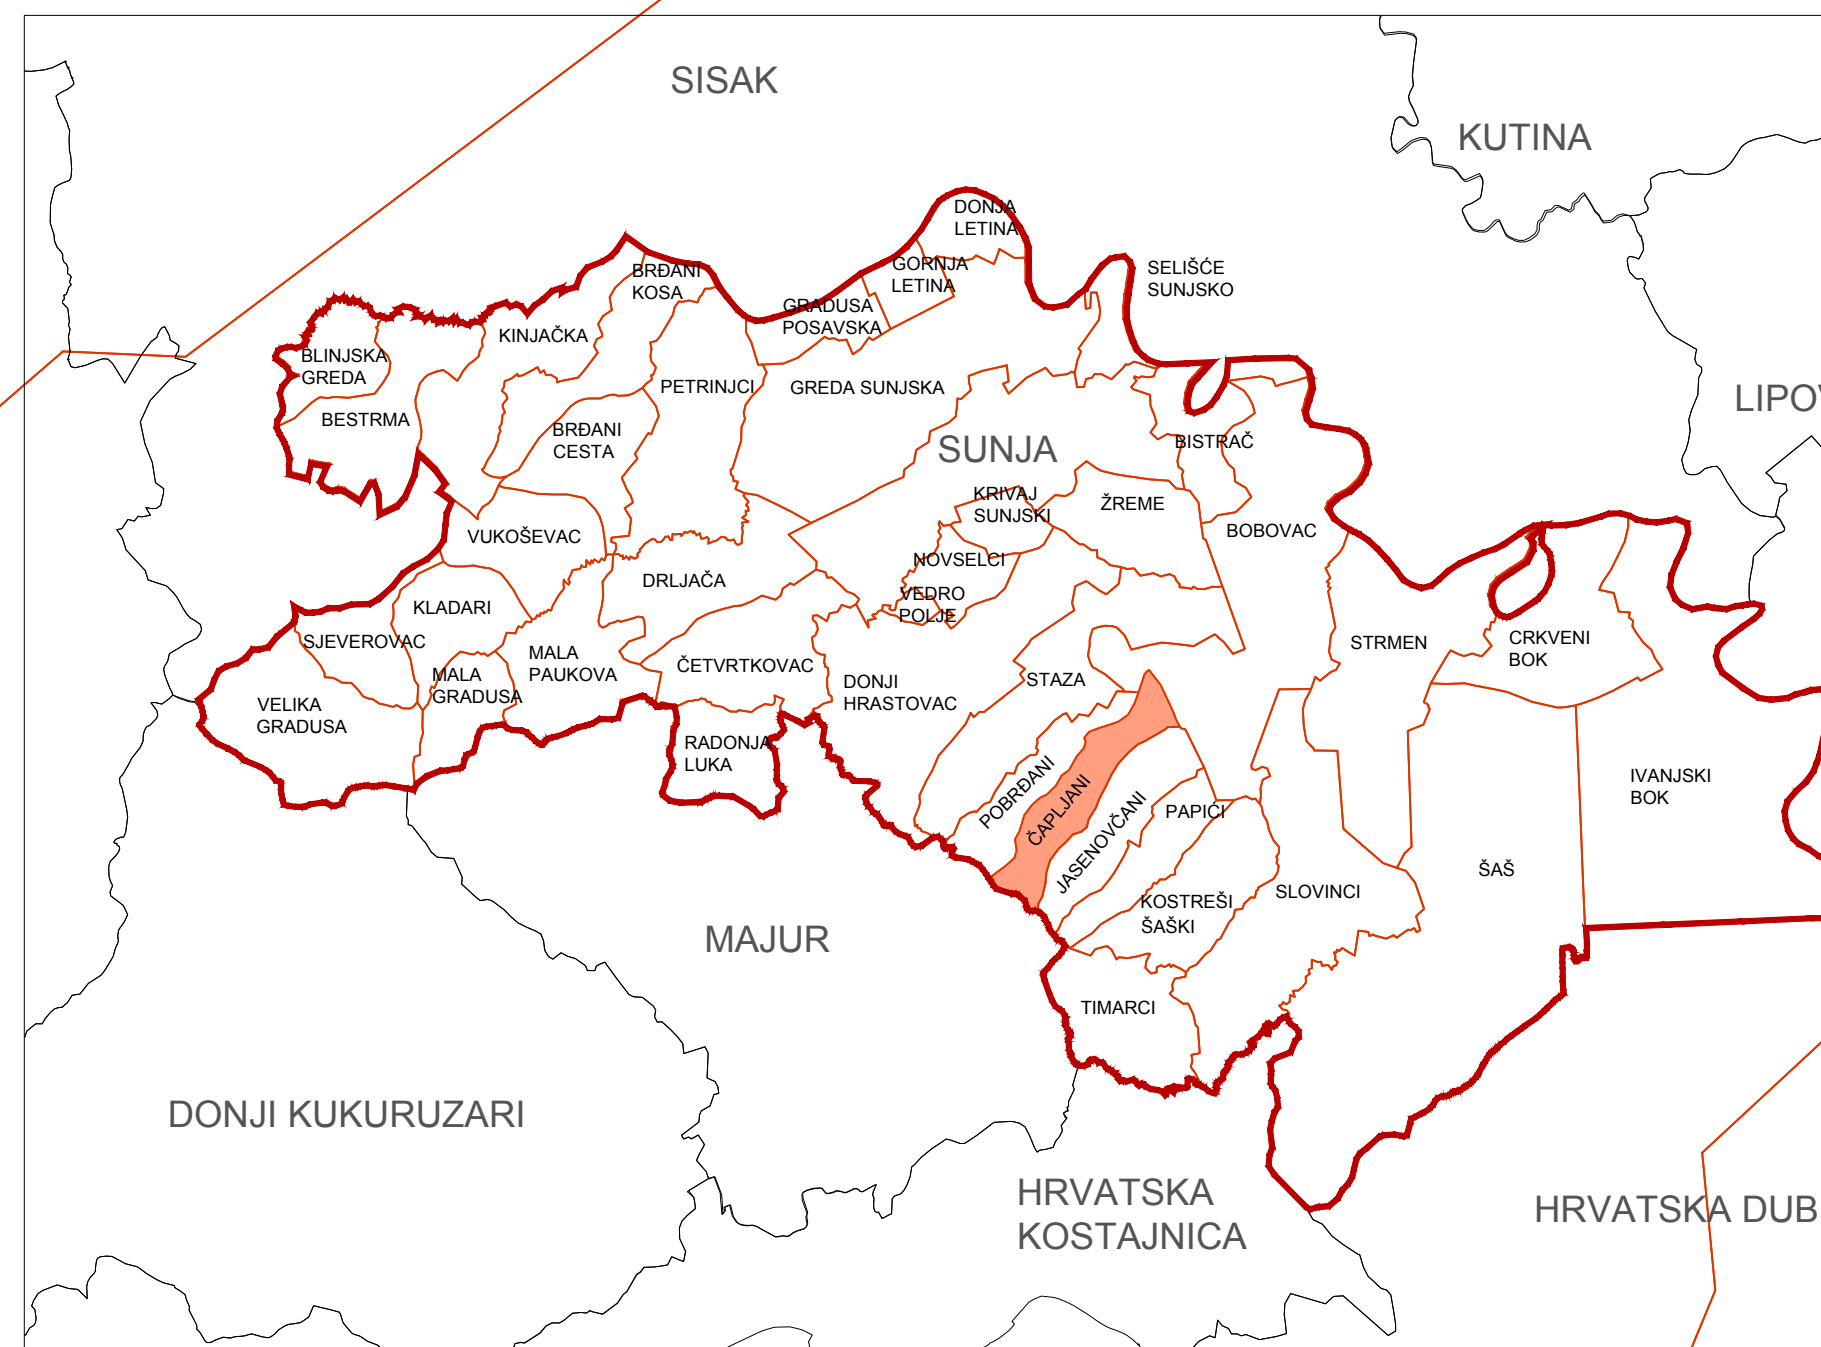 SISAK
KUTINA
DONJA
LETINA
GORNJA
LETINA
SELIŠĆE
SUNJSKO
BRĐANI
KOSA
GRADUSA
POSAVSKA
KINJAČKA
BLINJSKA
GREDA
PETRINJCI
GREDA SUNJSKA
LIPOV
BESTRMA
BRĐANI
CESTA
SUNJA
BISTRAČ
KRIVAJ
SUNJSKI
ŽREME
BOBOVAC
VUKOŠEVAC
NOVSELCI
DRLJAČA
VEDRO
POLJE
KLADARI
SJEVEROVAC
MALA
PAUKOVA
ČETVRTKOVAC
STRMEN
CRKVENI
BOK
MALA
GRADUSA
DONJI
HRASTOVAC
STAZA
VELIKA
GRADUSA
RADONJA
LUKA
POBRĐANI
ČAPLJANI
JASENOVČANI
PAPIĆI
IVANJSKI
BOK
ŠAŠ
SLOVINCI
KOSTREŠI
ŠAŠKI
MAJUR
TIMARCI
DONJI KUKURUZARI
HRVATSKA
KOSTAJNICA
HRVATSKA DUB